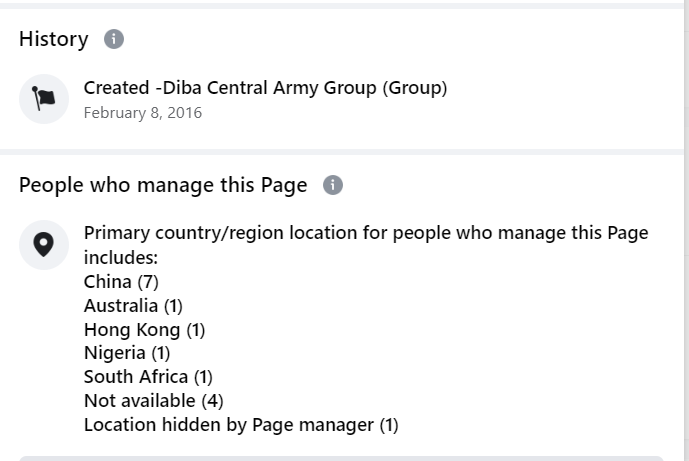 History
Created -Diba Central Army Group (Group)
February 8, 2016
People who manage this Page
Primary country/region location for people who manage this Page
includes:
China (7)
Australia (1)
Hong Kong (1)
Nigeria (1)
South Africa (1)
Not available (4)
Location hidden by Page manager (1)